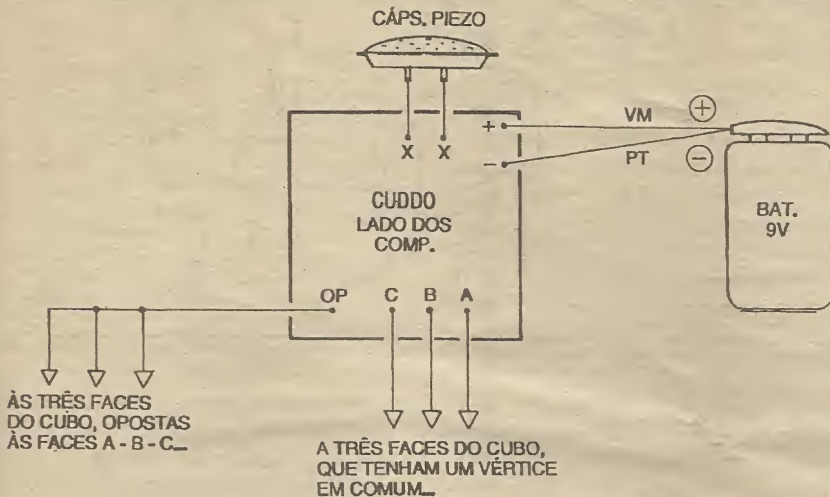 CÁPS. PIEZO
VM
+
+
X X
-
PT
-
CUDDO
LADO DOS
COMP.
BAT.
9V
OP C B A
ÀS TRÊS FACES
DO CUBO, OPOSTAS
ÀS FACES A - B - C...
A TRÊS FACES DO CUBO,
QUE TENHAM UM VÉRTICE
EM COMUM...